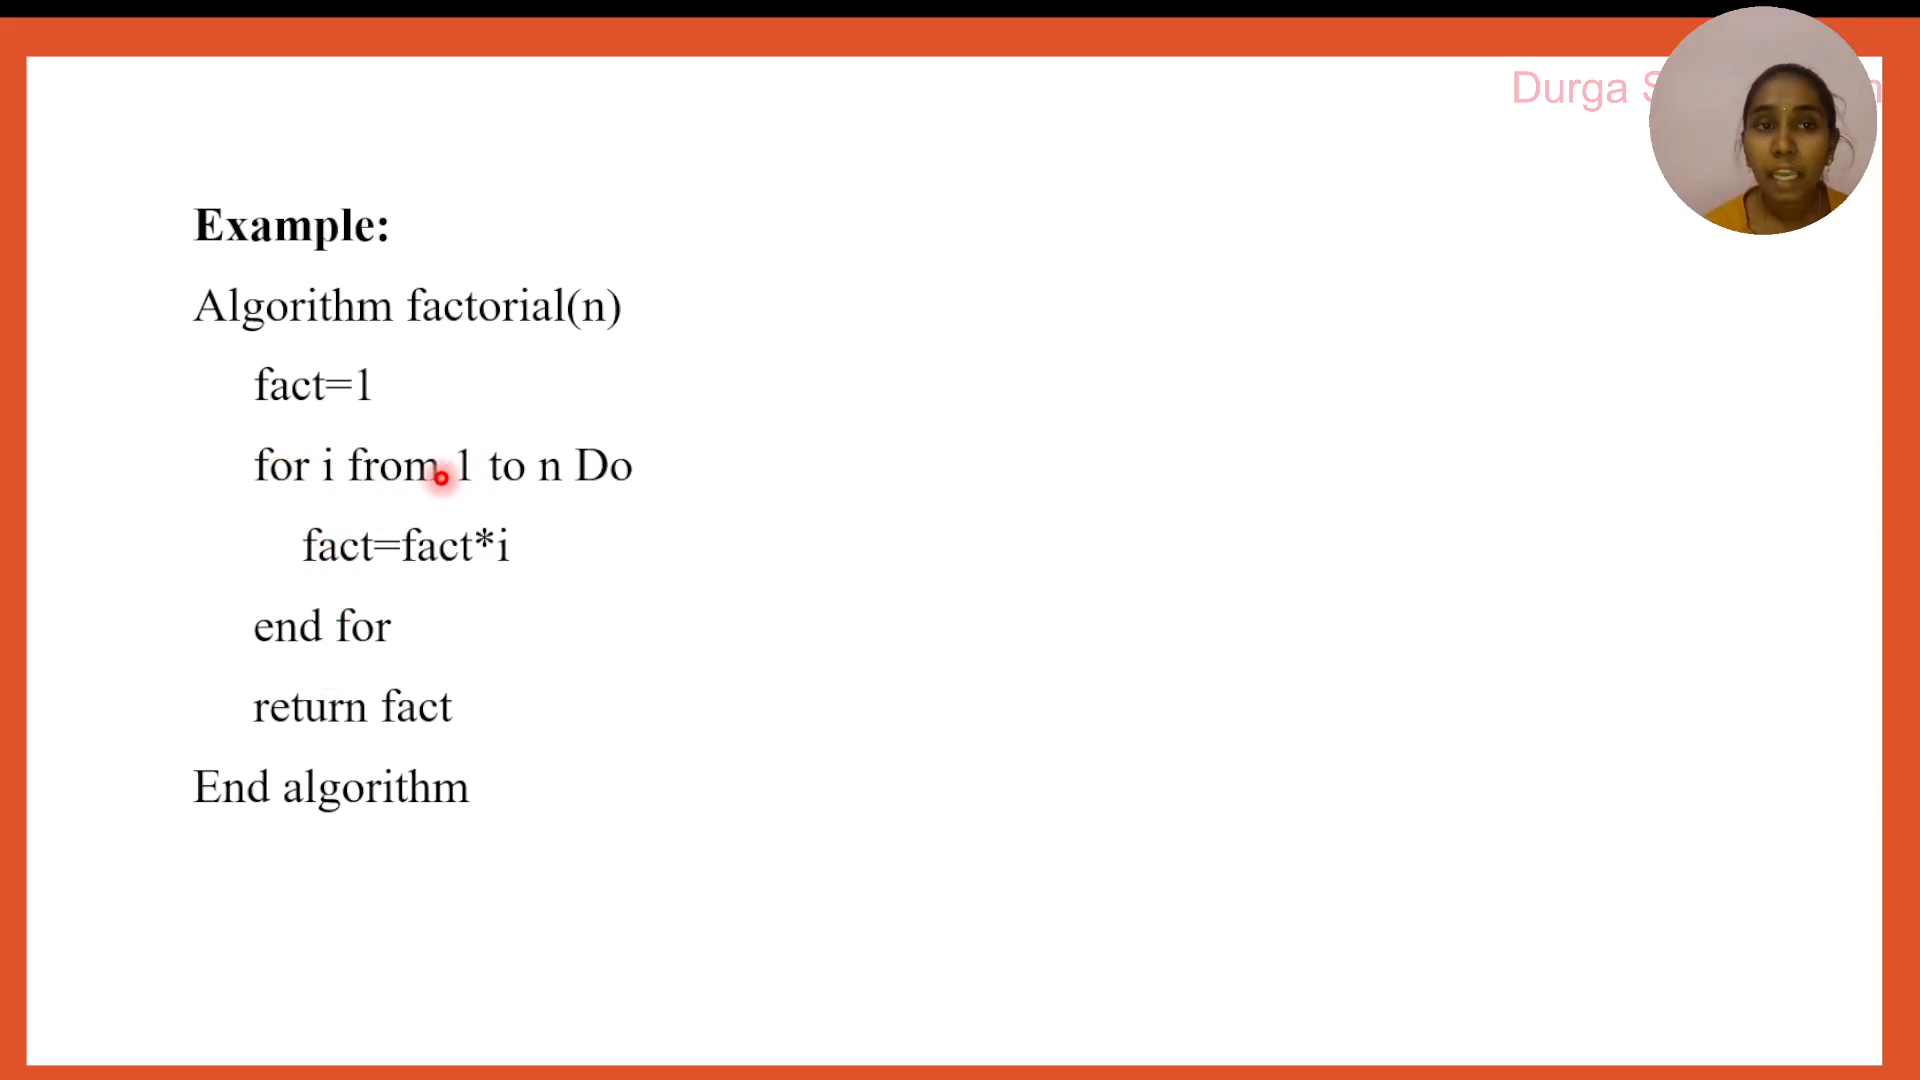 Durga
Example:
Algorithm factorial(n)
fact=1
for i from 1 to n Do
fact=fact*i
end for
return fact
End algorithm